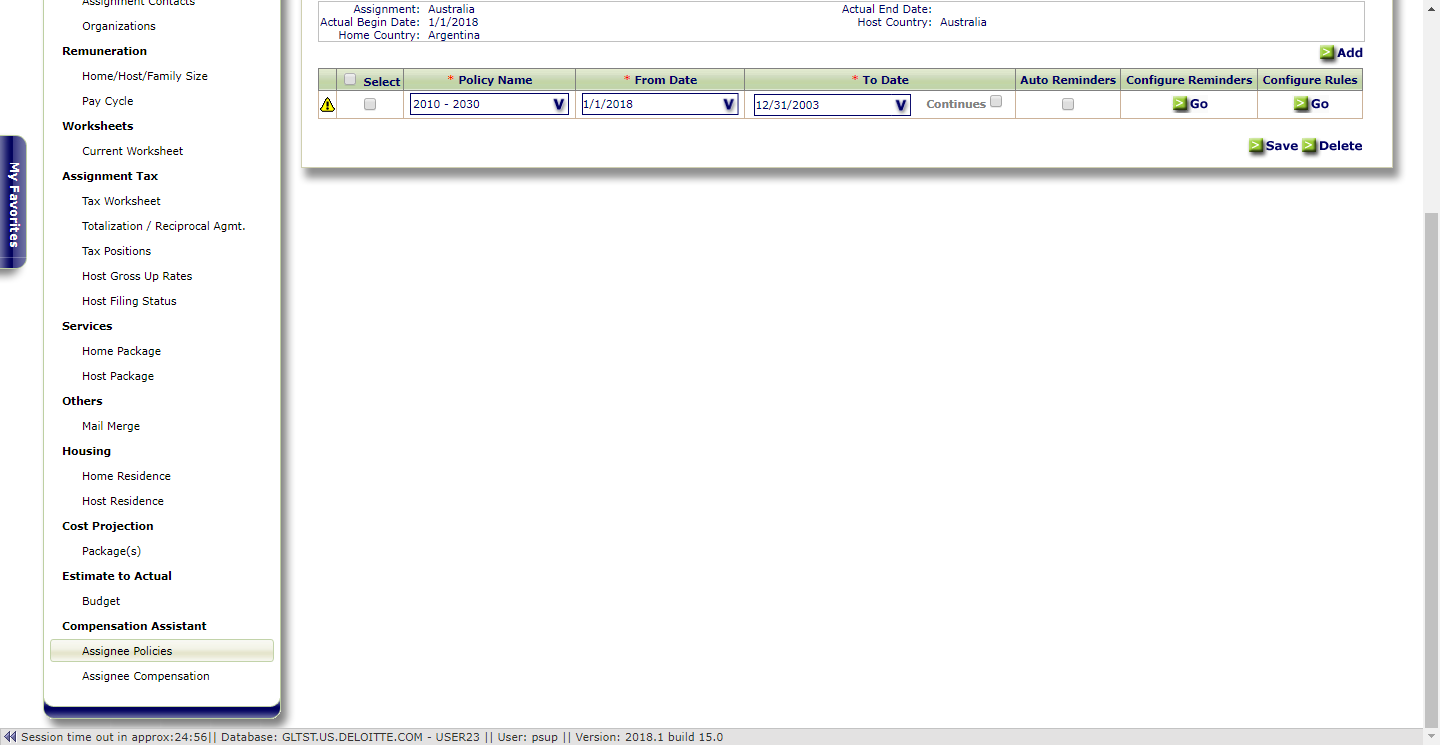 Assignment Contacts
Organizations
Remuneration
Home/Host/Family Size
Pay Cycle
Worksheets
Current Worksheet
Assignment Tax
Tax Worksheet
Totalization / Reciprocal Agmt.
Tax Positions
Host Gross Up Rates
Host Filing Status
Services
Home Package
Host Package
Others
Mail Merge
Housing
Home Residence
Host Residence
Cost Projection
Package(s)
Estimate to Actual
Budget
Compensation Assistant
Assignee Policies
Assignee Compensation
My Favorites
Assignment: Australia Actual End Date:
Actual Begin Date: 1/1/2018 Host Country: Australia
Home Country: Argentina
Add
Select * Policy Name * From Date * To Date Auto Reminders Configure Reminders Configure Rules
2010 - 2030 V 1/1/2018 V 12/31/2003 V Continues Go Go
Save Delete
Session time out in approx:24:56|| Database: GLTST.US.DELOITTE.COM - USER23 || User: psup || Version: 2018.1 build 15.0